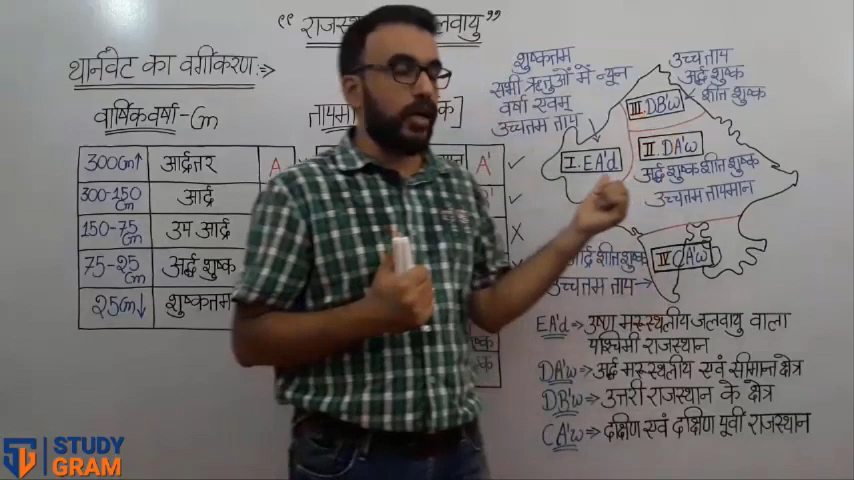 “ राजस्थान जलवायु ”
थार्नवेट का वर्गीकरण:⇒
वार्षिक वर्षा - Cm
300Cm↑ आर्द्रत्तर A
300-150 Cm आर्द्र
150-75 Cm उप आर्द्र
75-25 Cm अर्द्ध शुष्क
25Cm↓ शुष्कतम
A' ✓
✓
X
शुष्कतम
सभी ऋतुओं में न्यून
वर्षा एवम्
उच्चतम ताप
उच्च ताप
अर्द्ध शुष्क
शीत शुष्क
III. DB'w
II. DA'w
I. EA'd
अर्द्ध शुष्क शीत शुष्क
उच्चतम तापमान
IV (A'w)
आर्द्र शीत शुष्क
उच्चतम ताप→
EA'd ⇒ उष्ण मरुस्थलीय जलवायु वाला
पश्चिमी राजस्थान
DA'w ⇒ अर्द्ध मरुस्थलीय एवं सीमान्त क्षेत्र
DB'w ⇒ उत्तरी राजस्थान के क्षेत्र
CA'w ⇒ दक्षिण एवं दक्षिण पूर्वी राजस्थान
STUDY
GRAM